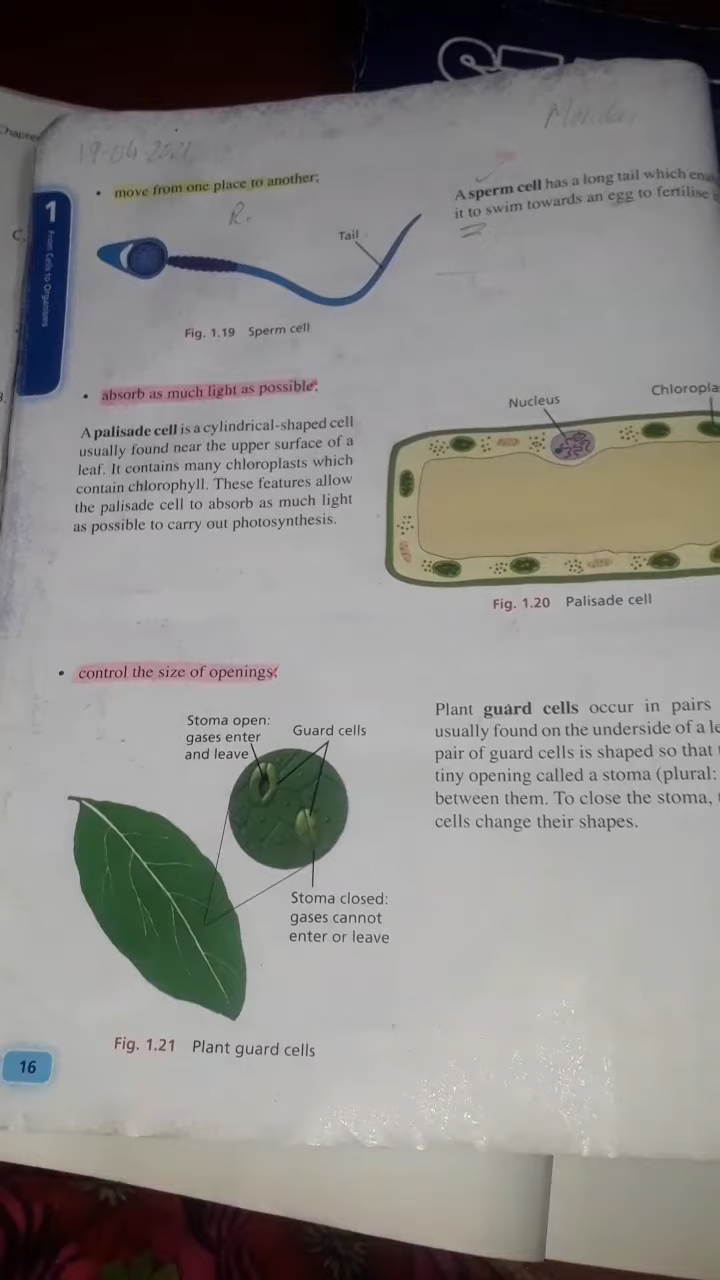 Chapter
19-04-2021
Monday
1
From Cells to Organisms
• move from one place to another;
R.
Tail
Fig. 1.19 Sperm cell
A sperm cell has a long tail which
it to swim towards an egg to fertilise
• absorb as much light as possible;
A palisade cell is a cylindrical-shaped cell
usually found near the upper surface of a
leaf. It contains many chloroplasts which
contain chlorophyll. These features allow
the palisade cell to absorb as much light
as possible to carry out photosynthesis.
Nucleus
Chloropla
Fig. 1.20 Palisade cell
• control the size of openings;
Stoma open:
gases enter
and leave
Guard cells
Stoma closed:
gases cannot
enter or leave
Fig. 1.21 Plant guard cells
Plant guard cells occur in pairs
usually found on the underside of a le
pair of guard cells is shaped so that
tiny opening called a stoma (plural:
between them. To close the stoma,
cells change their shapes.
16